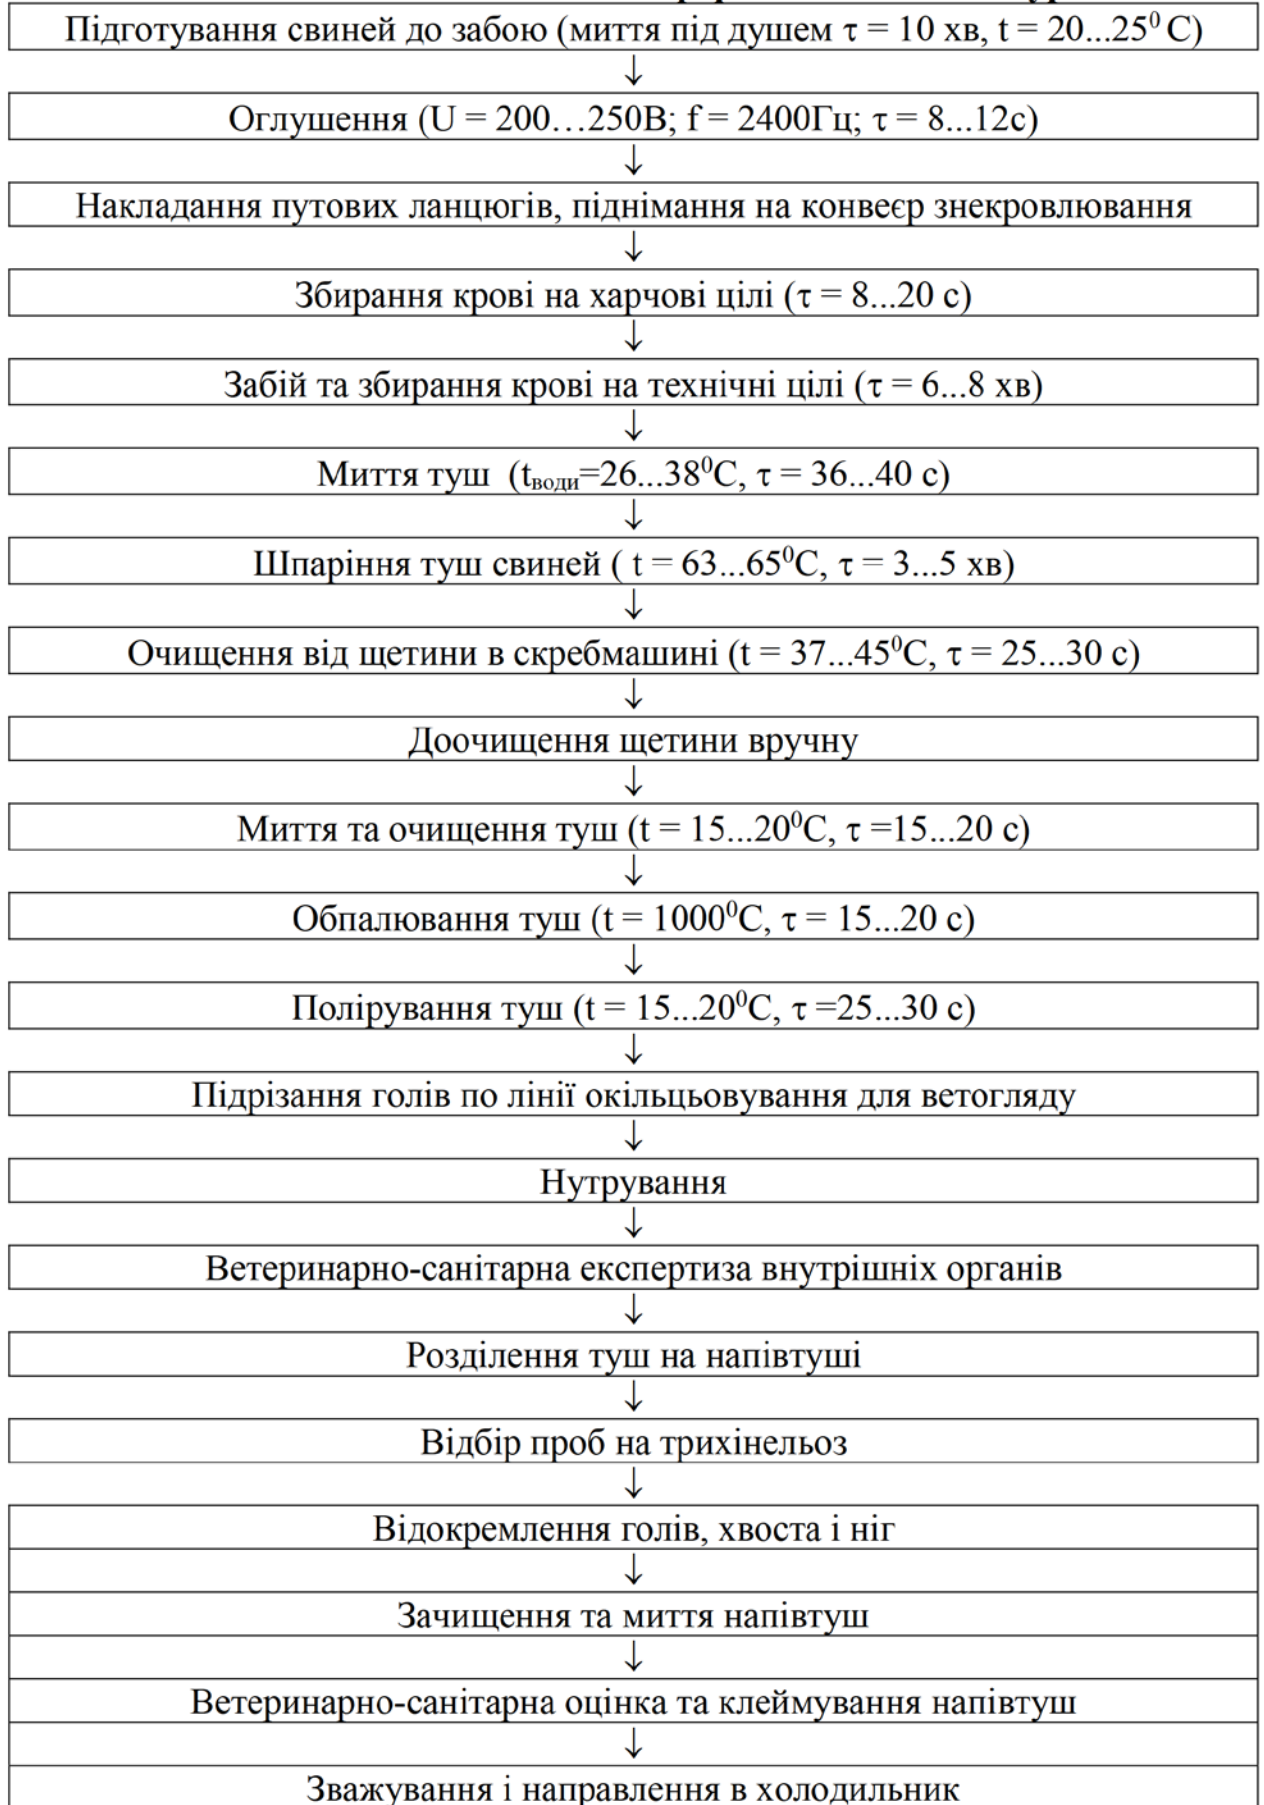 Підготування свиней до забою (миття під душем τ = 10 хв, t = 20...25⁰ С)
↓
Оглушення (U = 200…250В; f = 2400Гц; τ = 8...12с)
↓
Накладання путових ланцюгів, піднімання на конвеєр знекровлювання
↓
Збирання крові на харчові цілі (τ = 8...20 с)
↓
Забій та збирання крові на технічні цілі (τ = 6...8 хв)
↓
Миття туш (tводи=26...38⁰С, τ = 36...40 с)
↓
Шпаріння туш свиней ( t = 63...65⁰С, τ = 3...5 хв)
↓
Очищення від щетини в скребмашині (t = 37...45⁰С, τ = 25...30 с)
↓
Доочищення щетини вручну
↓
Миття та очищення туш (t = 15...20⁰С, τ =15...20 с)
↓
Обпалювання туш (t = 1000⁰С, τ = 15...20 с)
↓
Полірування туш (t = 15...20⁰С, τ =25...30 с)
↓
Підрізання голів по лінії окільцьовування для ветогляду
↓
Нутрування
↓
Ветеринарно-санітарна експертиза внутрішніх органів
↓
Розділення туш на напівтуші
↓
Відбір проб на трихінельоз
↓
Відокремлення голів, хвоста і ніг
↓
Зачищення та миття напівтуш
↓
Ветеринарно-санітарна оцінка та клеймування напівтуш
↓
Зважування і направлення в холодильник